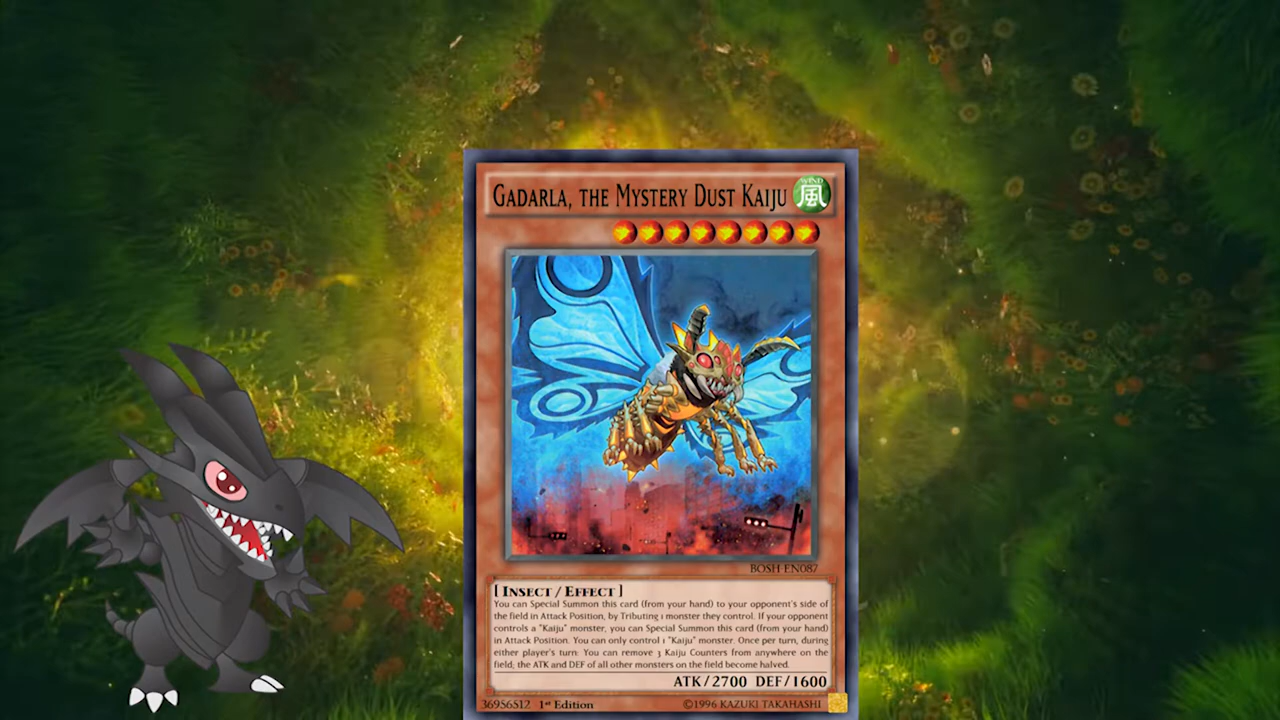 Gadarla, the Mystery Dust Kaiju
WIND
風
BOSH-EN087
[ Insect / Effect ]
You can Special Summon this card (from your hand) to your opponent's side of
the field in Attack Position, by Tributing 1 monster they control. If your opponent
controls a "Kaiju" monster, you can Special Summon this card (from your hand)
in Attack Position. You can only control 1 "Kaiju" monster. Once per turn, during
either player's turn: You can remove 3 Kaiju Counters from anywhere on the
field; the ATK and DEF of all other monsters on the field become halved.
ATK/2700 DEF/1600
36956512 1st Edition ©1996 KAZUKI TAKAHASHI